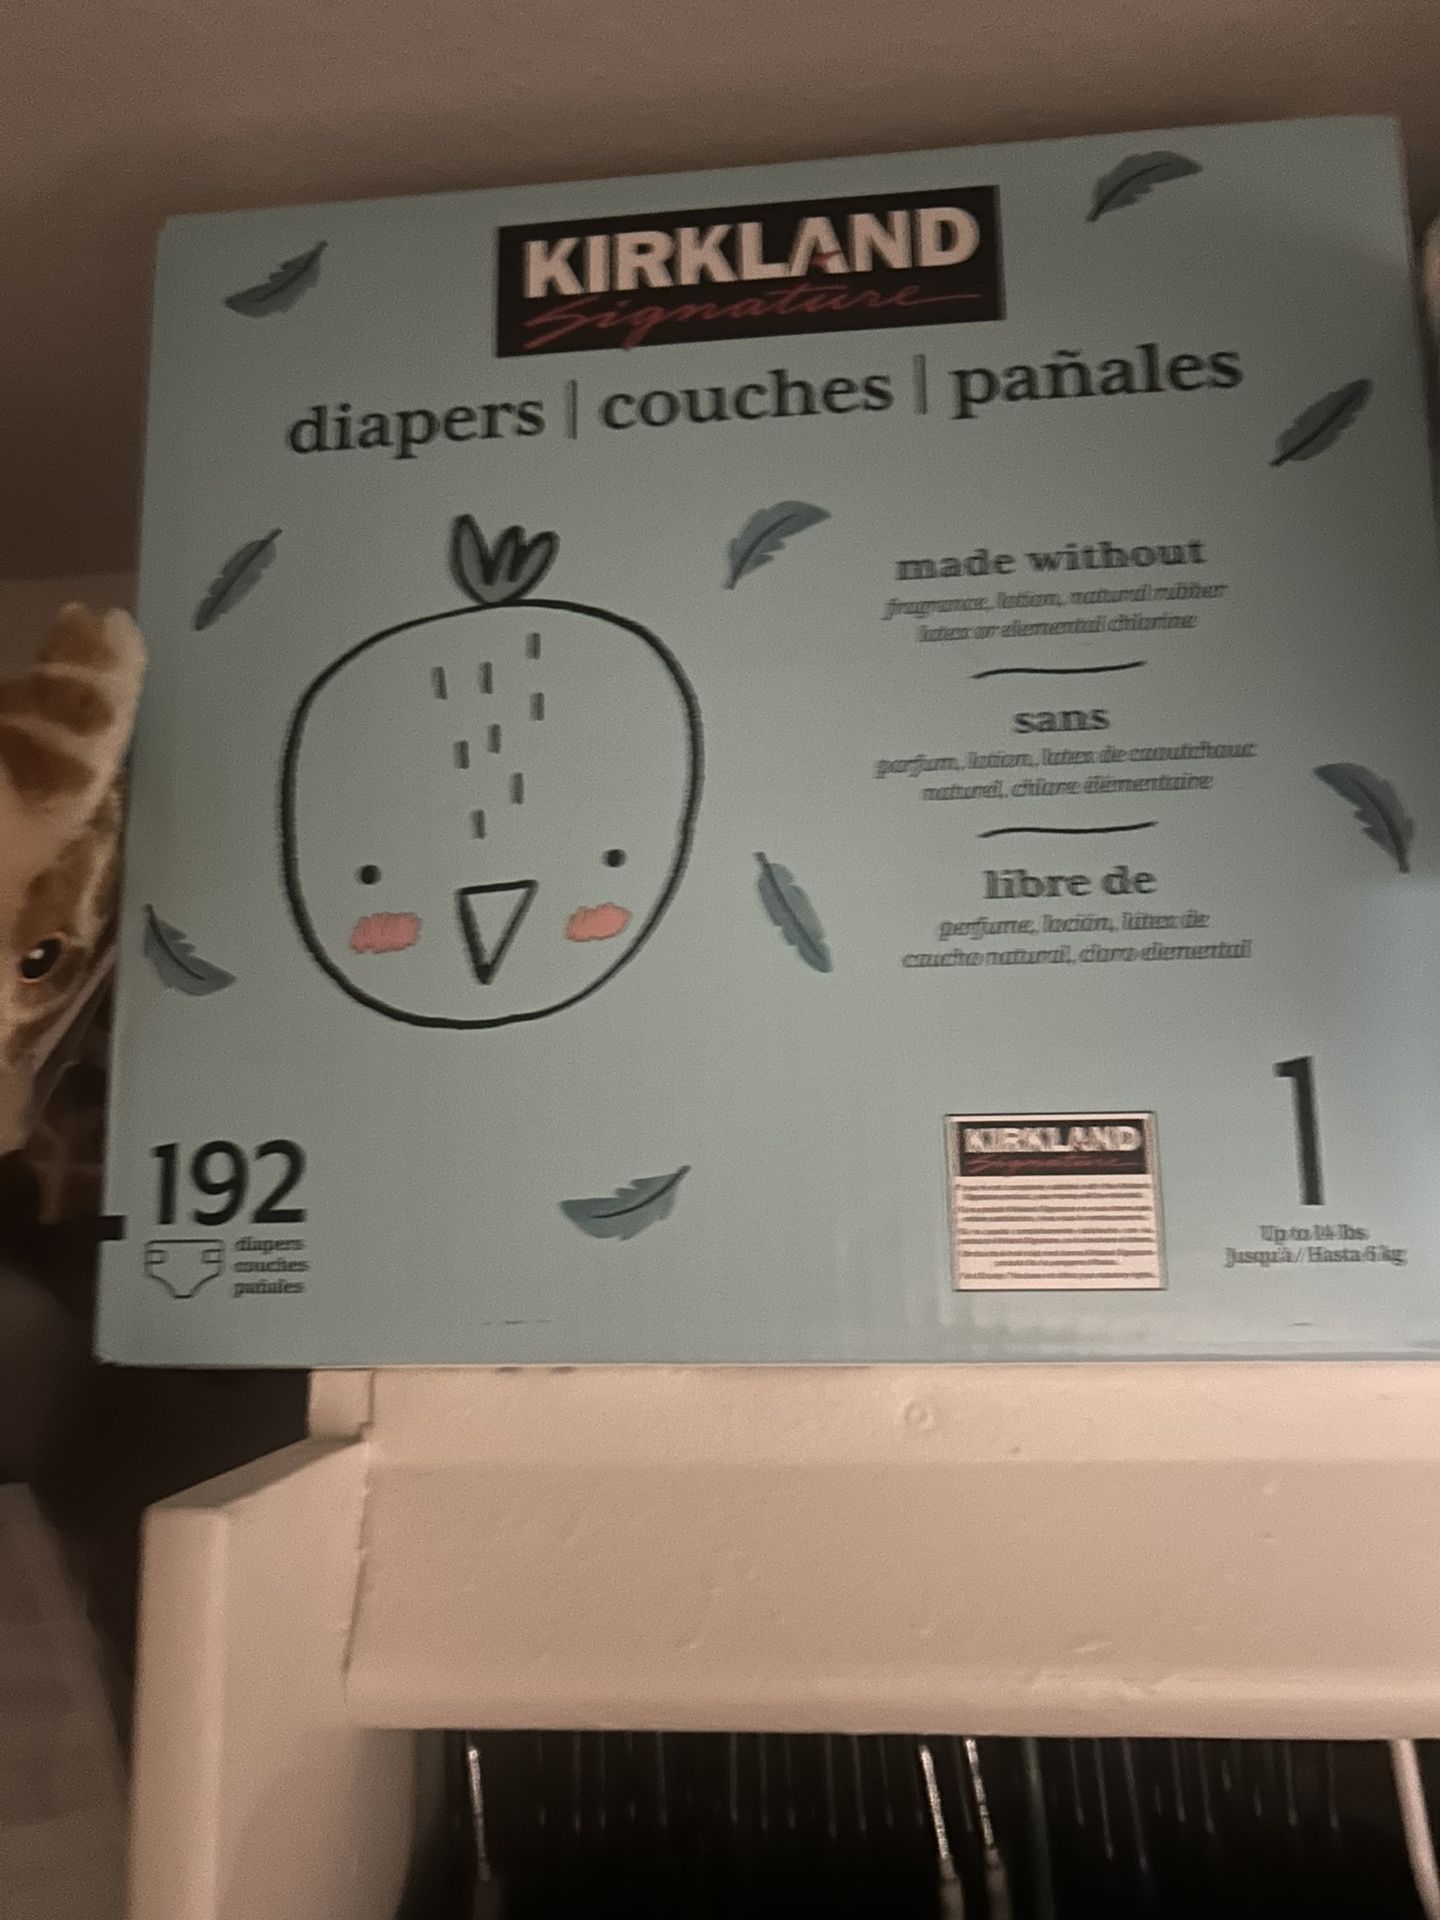 KIRKLAND
Signature
diapers | couches | pañales
made without
fragrance, lotion, natural rubber
latex or elemental chlorine
sans
parfum, lotion, latex de caoutchouc
naturel, chlore élémentaire
libre de
perfume, loción, látex de
caucho natural, cloro elemental
192
diapers
couches
pañales
KIRKLAND
Signature
1
Up to 14 lbs
Jusqu'à / Hasta 6 kg